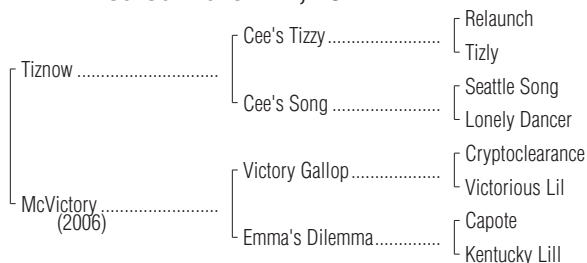 Relaunch
Cee's Tizzy
Tizly
Tiznow
Seattle Song
Cee's Song
Lonely Dancer
Cryptoclearance
Victory Gallop
Victorious Lil
McVictory
(2006)
Capote
Emma's Dilemma
Kentucky Lill